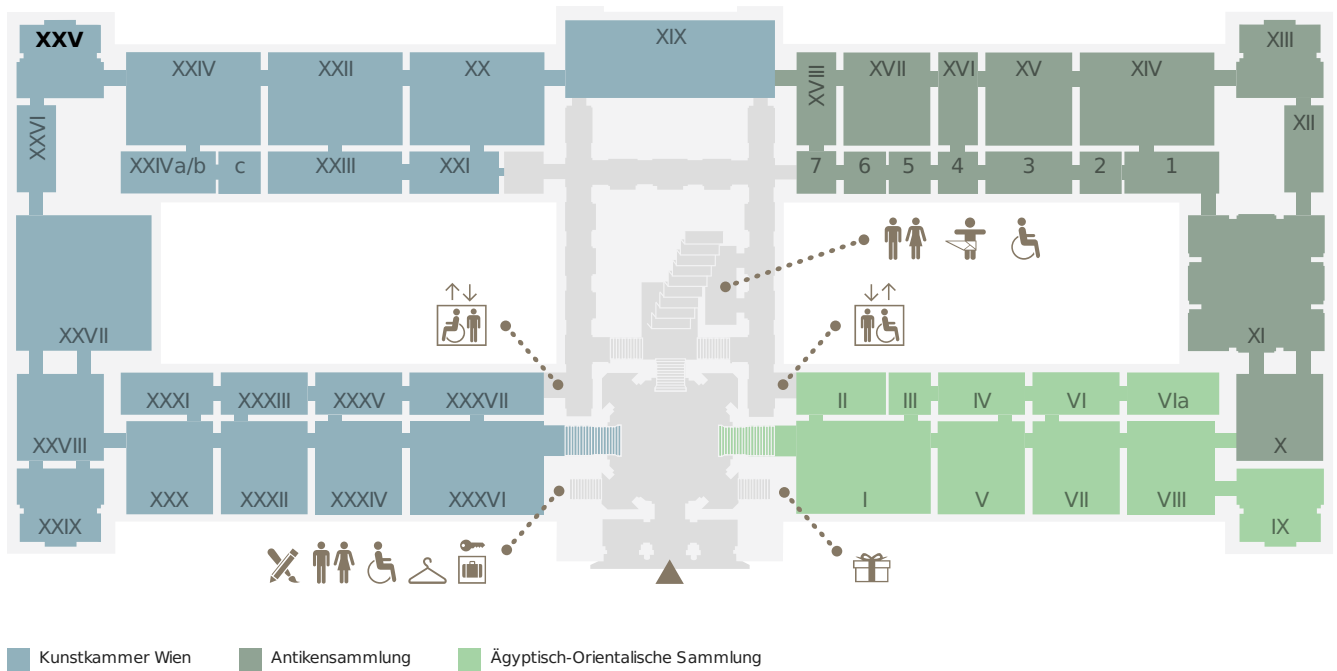 XXV
XXIV
XXII
XX
XIX
XVIII
XVII
XVI
XV
XIV
XIII
XXVI
XII
XXIVa/b
c
XXIII
XXI
7
6
5
4
3
2
1
XXVII
XI
XXXI
XXXIII
XXXV
XXXVII
II
III
IV
VI
VIa
XXVIII
X
XXX
XXXII
XXXIV
XXXVI
I
V
VII
VIII
XXIX
IX
Kunstkammer Wien
Antikensammlung
Ägyptisch-Orientalische Sammlung